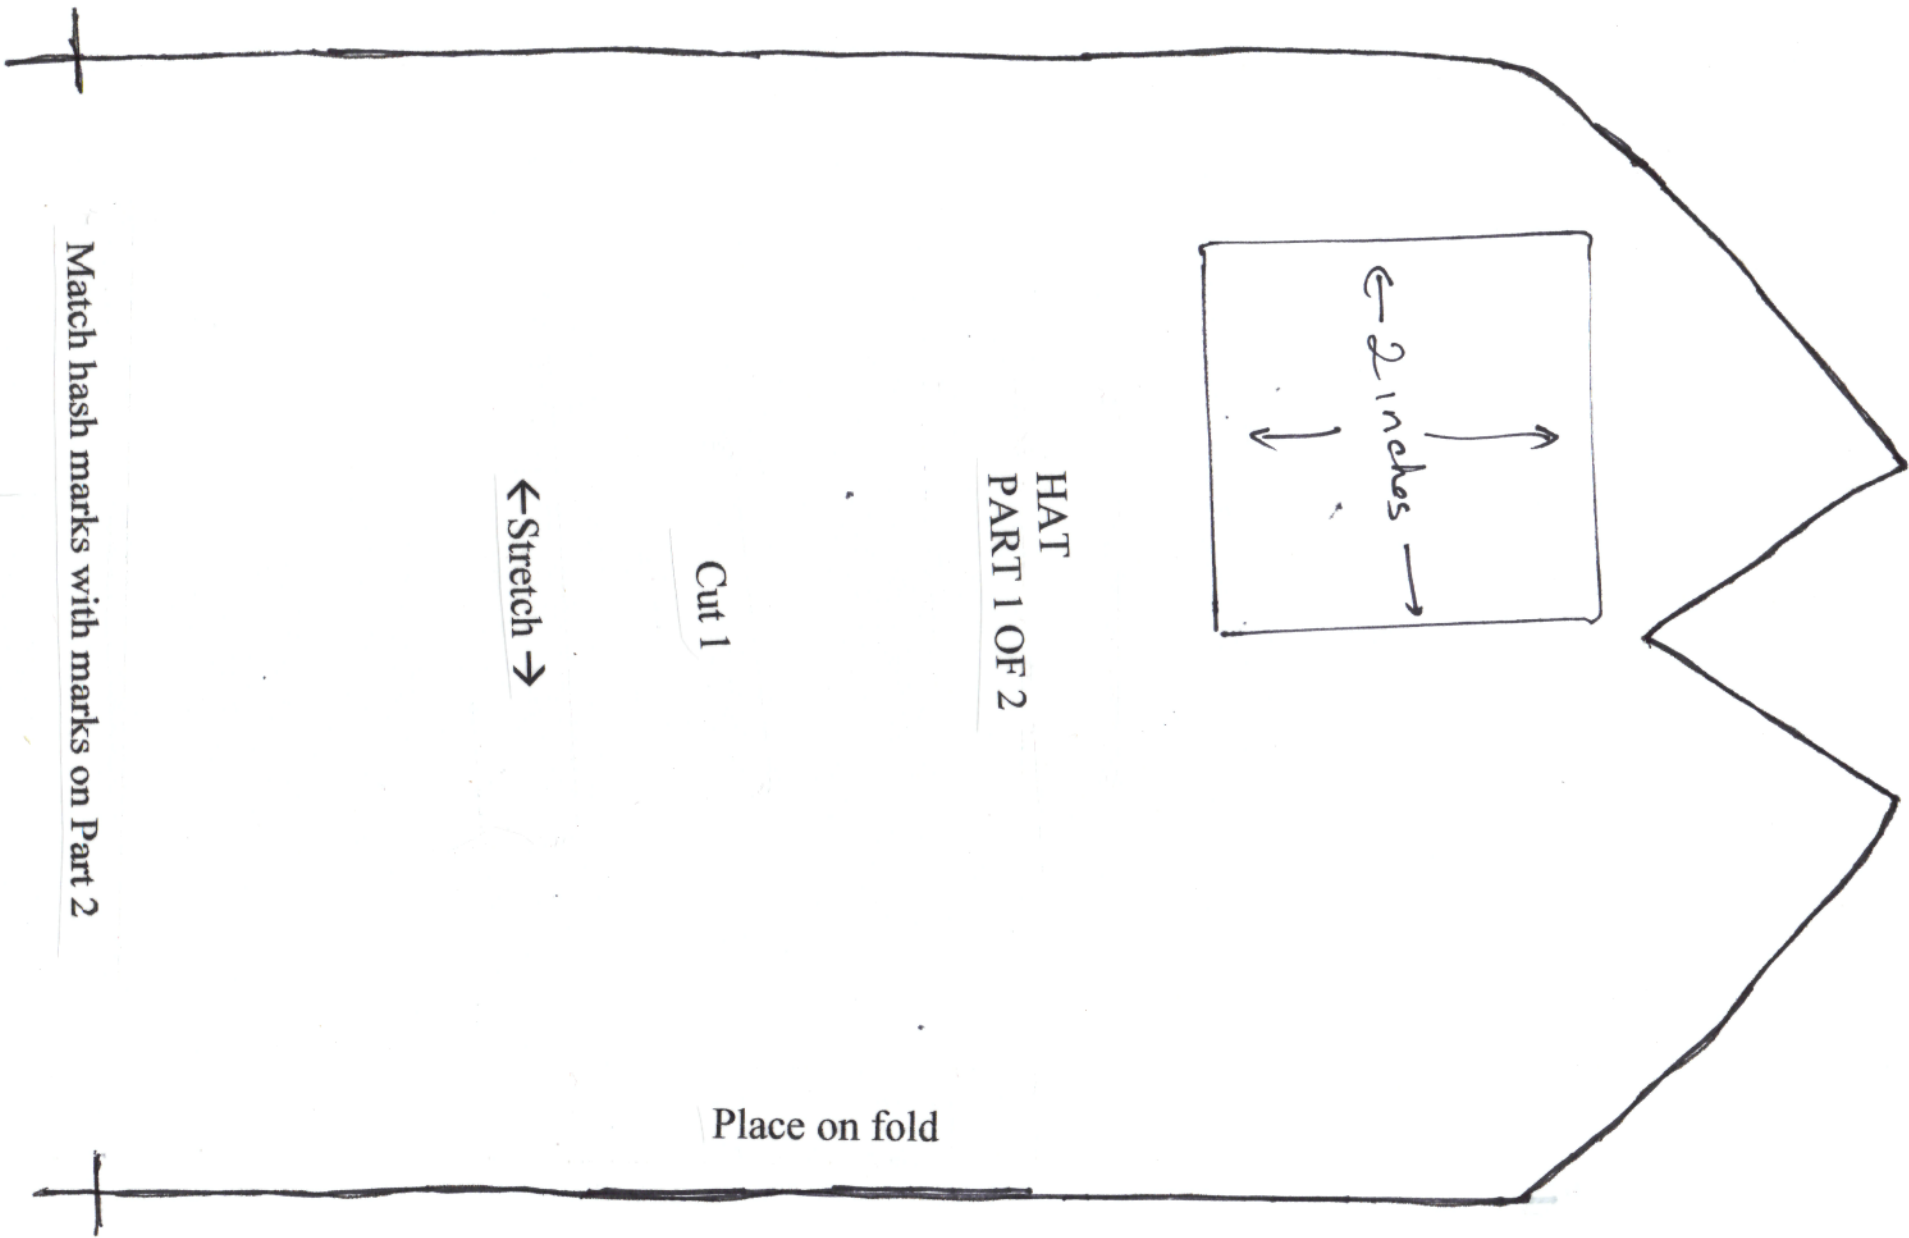 ← 2 inches →
HAT
PART 1 OF 2
Cut 1
←Stretch →
Place on fold
Match hash marks with marks on Part 2